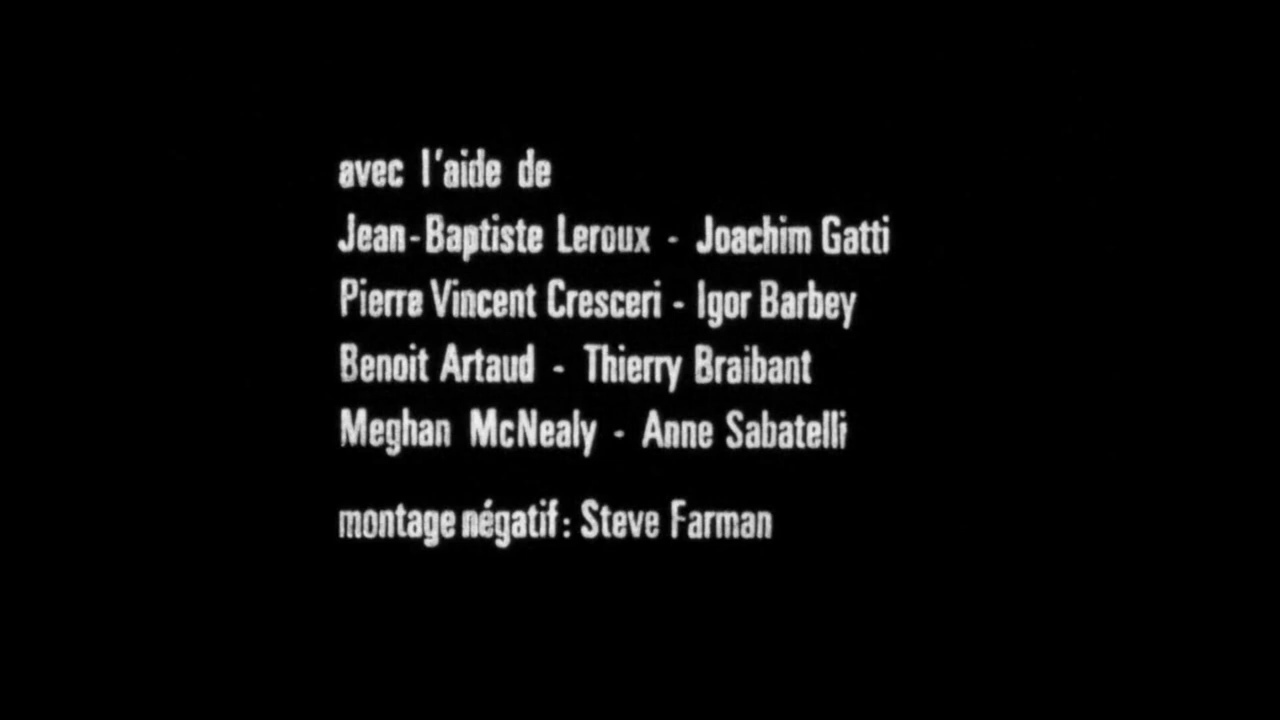 avec l'aide de
Jean-Baptiste Leroux - Joachim Gatti
Pierre Vincent Cresceri - Igor Barbey
Benoit Artaud - Thierry Braibant
Meghan McNealy - Anne Sabatelli
montage négatif: Steve Farman